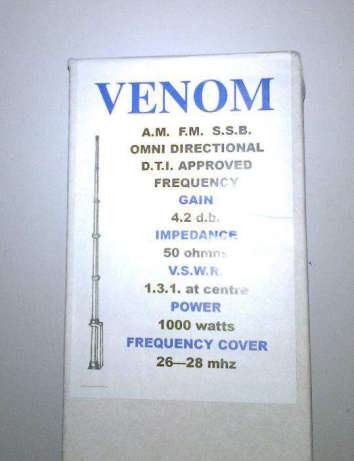 VENOM
A.M. F.M. S.S.B.
OMNI DIRECTIONAL
D.T.I. APPROVED
FREQUENCY
GAIN
4.2 d.b.
IMPEDANCE
50 ohms
V.S.W.R.
1.3.1. at centre
POWER
1000 watts
FREQUENCY COVER
26—28 mhz